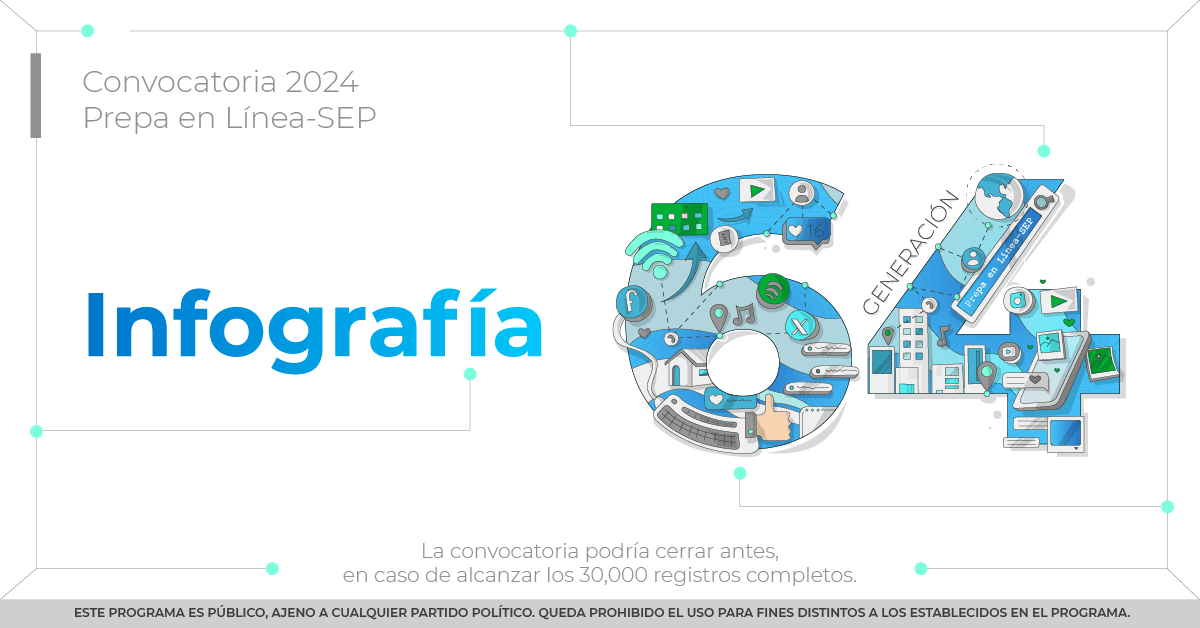 Convocatoria 2024
Prepa en Línea-SEP
Infografía
GENERACIÓN
64
Prepa en Línea-SEP
16
La convocatoria podría cerrar antes,
en caso de alcanzar los 30,000 registros completos.
ESTE PROGRAMA ES PÚBLICO, AJENO A CUALQUIER PARTIDO POLÍTICO. QUEDA PROHIBIDO EL USO PARA FINES DISTINTOS A LOS ESTABLECIDOS EN EL PROGRAMA.